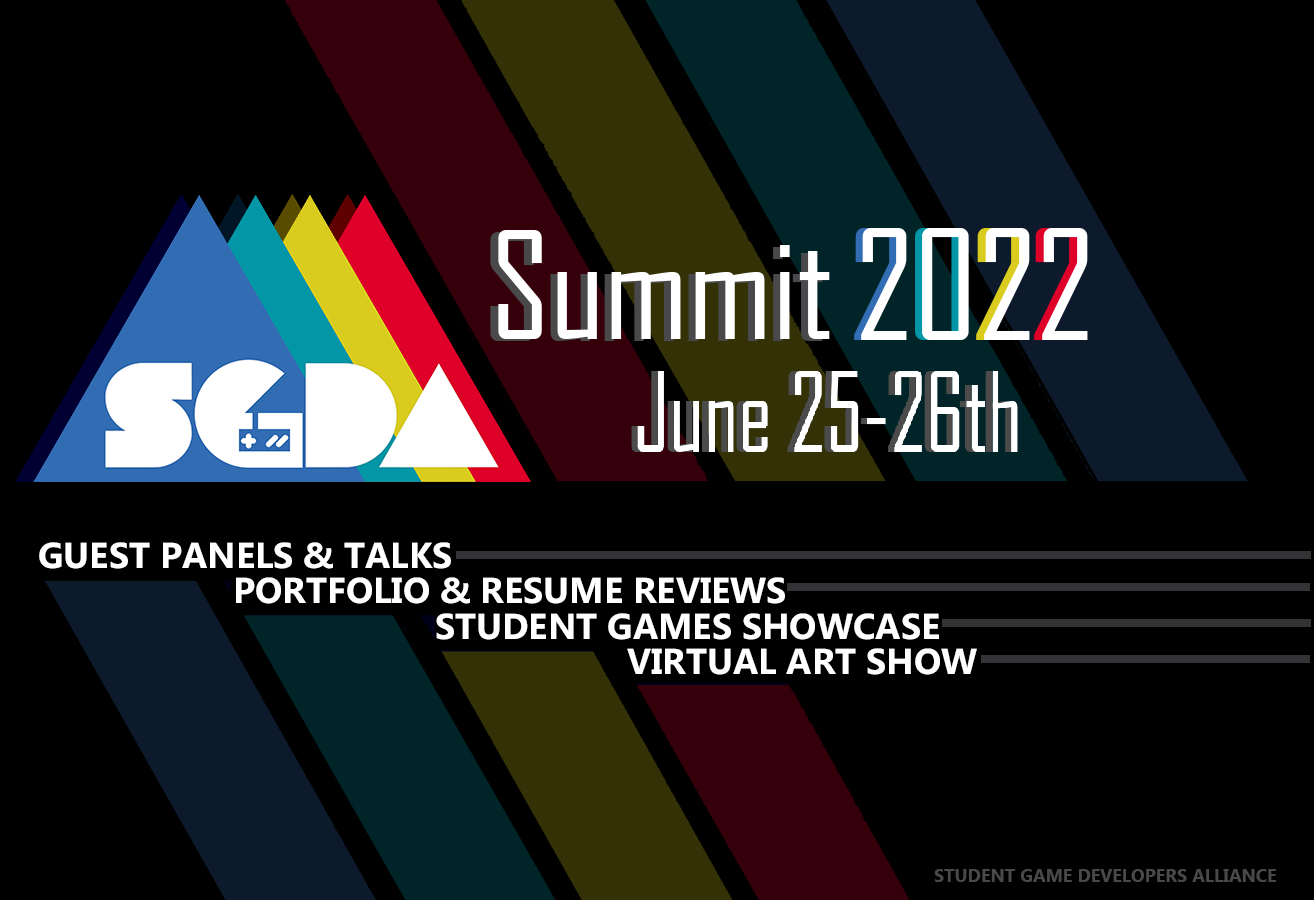 SGDA
Summit 2022
June 25-26th
GUEST PANELS & TALKS
PORTFOLIO & RESUME REVIEWS
STUDENT GAMES SHOWCASE
VIRTUAL ART SHOW
STUDENT GAME DEVELOPERS ALLIANCE